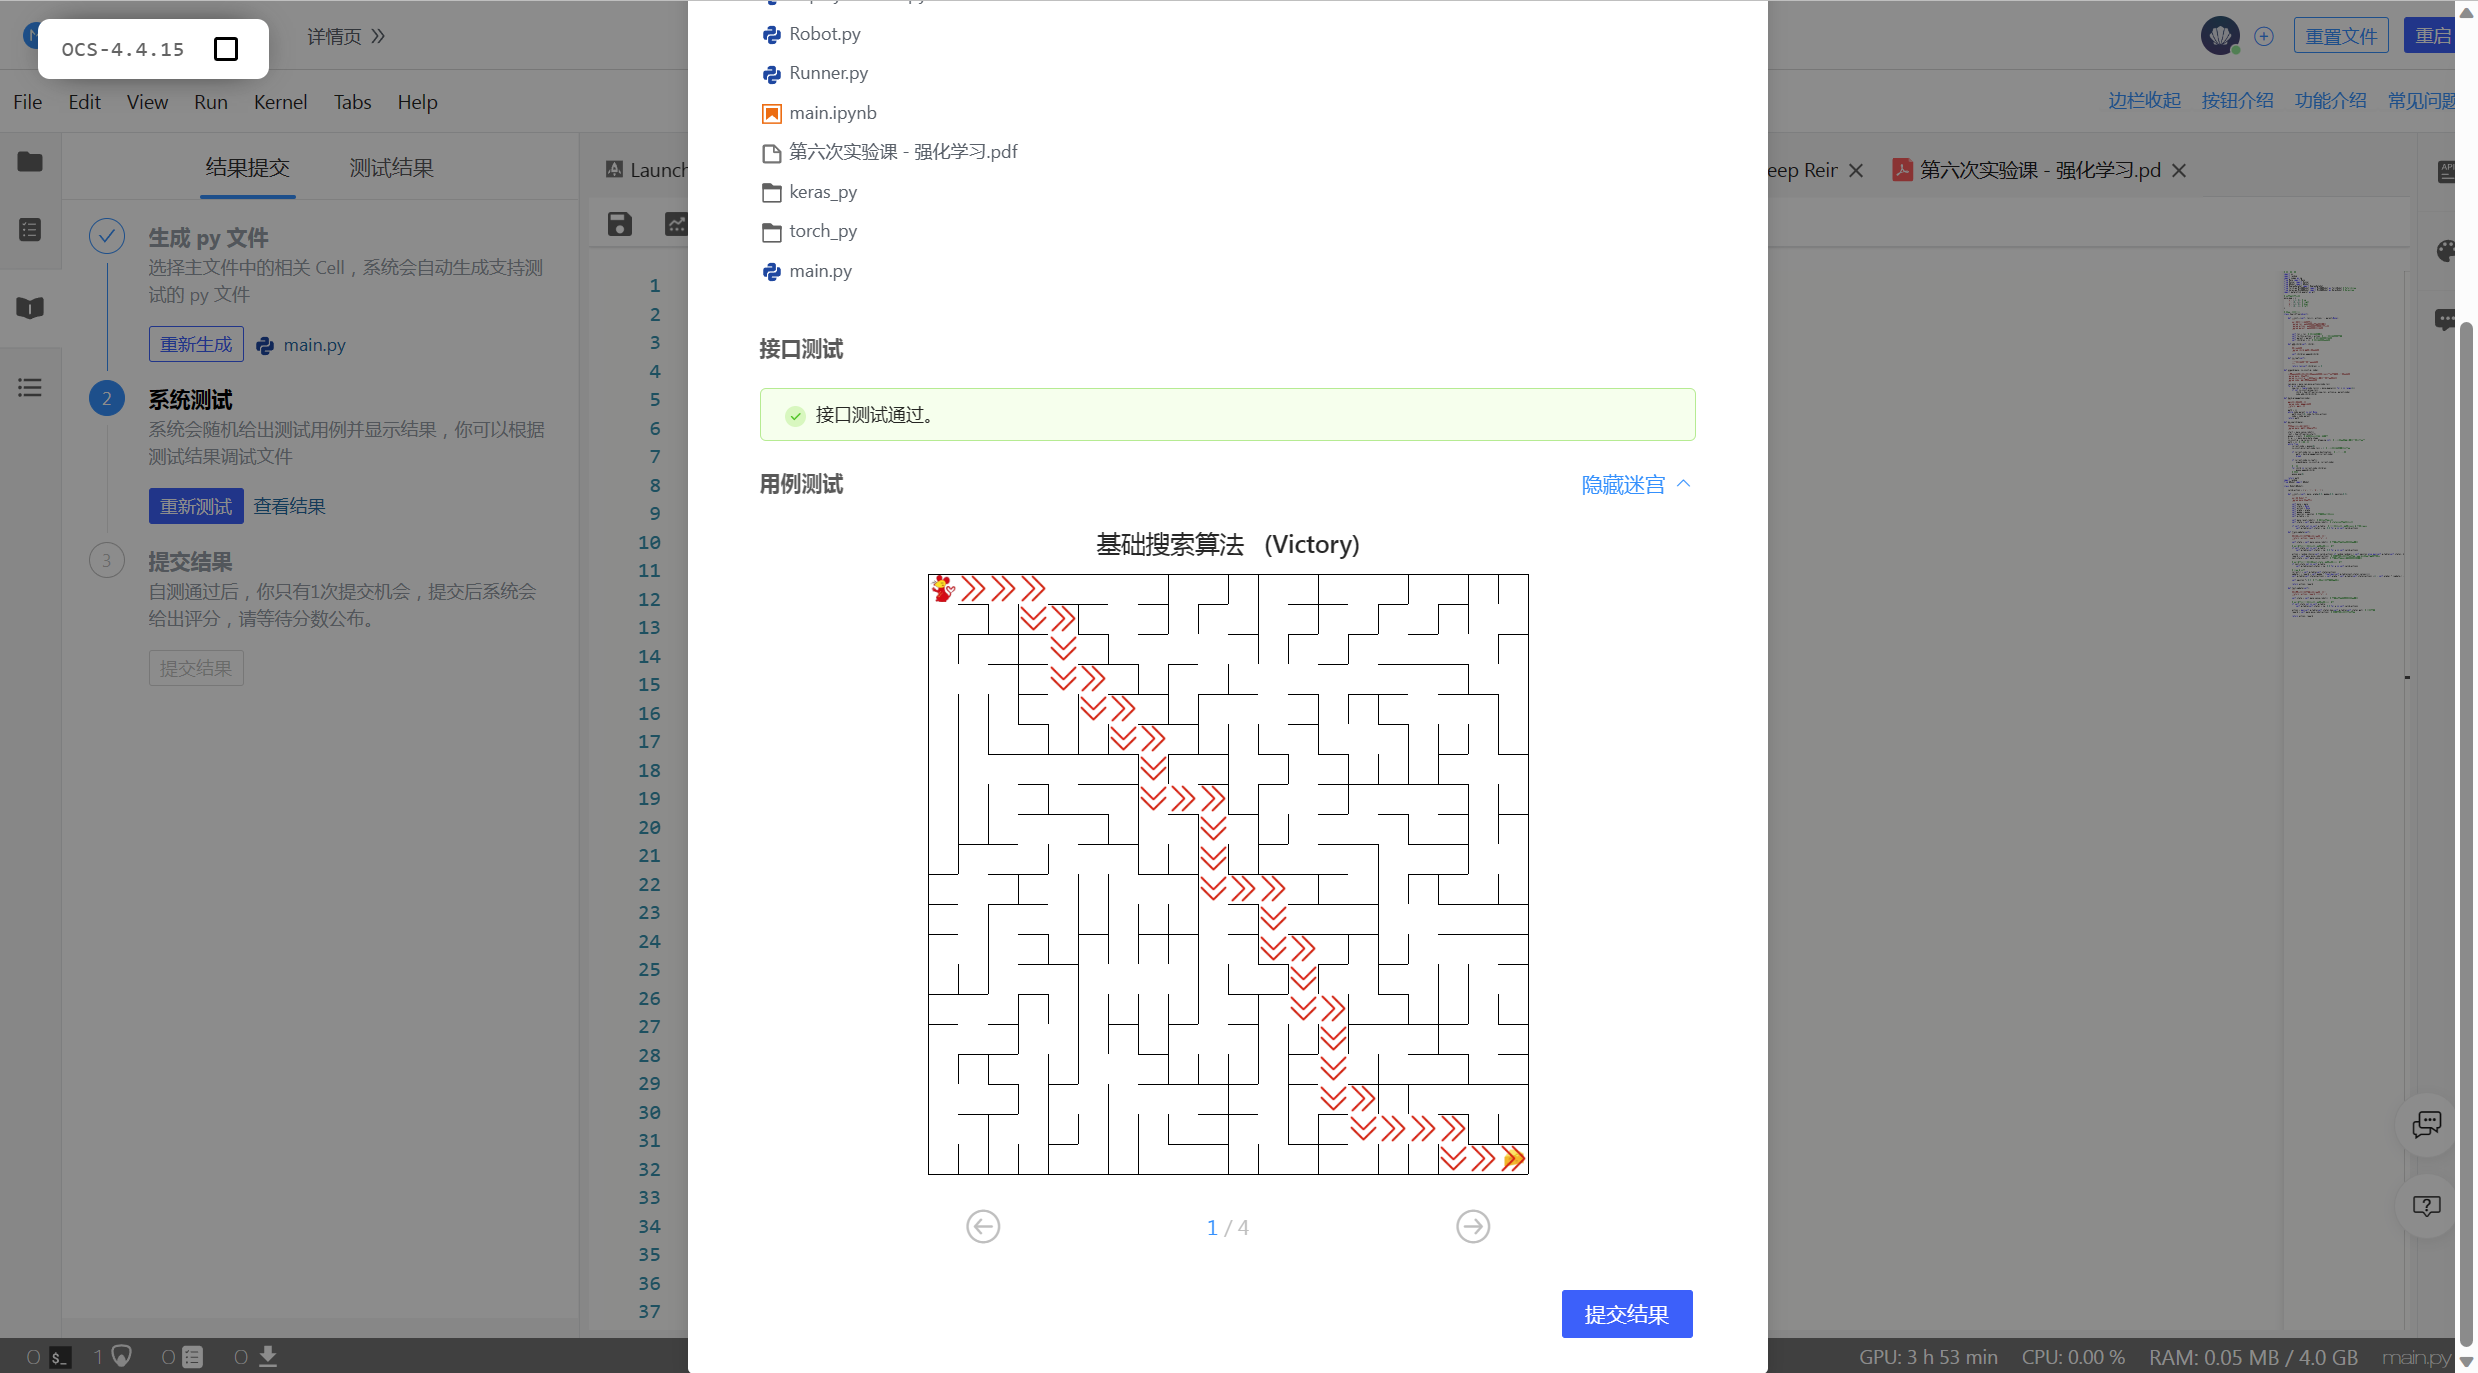 OCS-4.4.15
详情页
重置文件
重启
File Edit View Run Kernel Tabs Help
边栏收起 按钮介绍 功能介绍 常见问题
结果提交 测试结果
生成 py 文件
选择主文件中的相关 Cell，系统会自动生成支持测
试的 py 文件
重新生成 main.py
2 系统测试
系统会随机给出测试用例并显示结果，你可以根据
测试结果调试文件
重新测试 查看结果
3 提交结果
自测通过后，你只有1次提交机会，提交后系统会
给出评分，请等待分数公布。
提交结果
Launch
eep Rein
第六次实验课 - 强化学习.pd
1
2
3
4
5
6
7
8
9
10
11
12
13
14
15
16
17
18
19
20
21
22
23
24
25
26
27
28
29
30
31
32
33
34
35
36
37
Robot.py
Runner.py
main.ipynb
第六次实验课 - 强化学习.pdf
keras_py
torch_py
main.py
接口测试
接口测试通过。
用例测试
隐藏迷宫
基础搜索算法 (Victory)
1 / 4
提交结果
0 $_ 1 0 0
GPU: 3 h 53 min CPU: 0.00 % RAM: 0.05 MB / 4.0 GB main.py